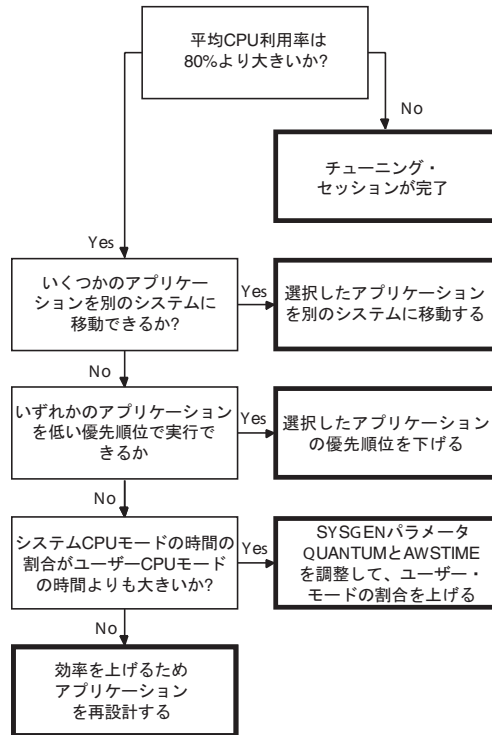 平均CPU利用率は
80%より大きいか?
No
チューニング・
セッションが完了
Yes
いくつかのアプリケー
ションを別のシステムに
移動できるか?
Yes
選択したアプリケーション
を別のシステムに移動する
No
いずれかのアプリケーション
を低い優先順位で実行で
きるか
Yes
選択したアプリケーション
の優先順位を下げる
No
システムCPUモードの時間の
割合がユーザーCPUモード
の時間よりも大きいか?
Yes
SYSGENパラメータ
QUANTUMとAWSTIME
を調整して、ユーザー・
モードの割合を上げる
No
効率を上げるため
アプリケーション
を再設計する